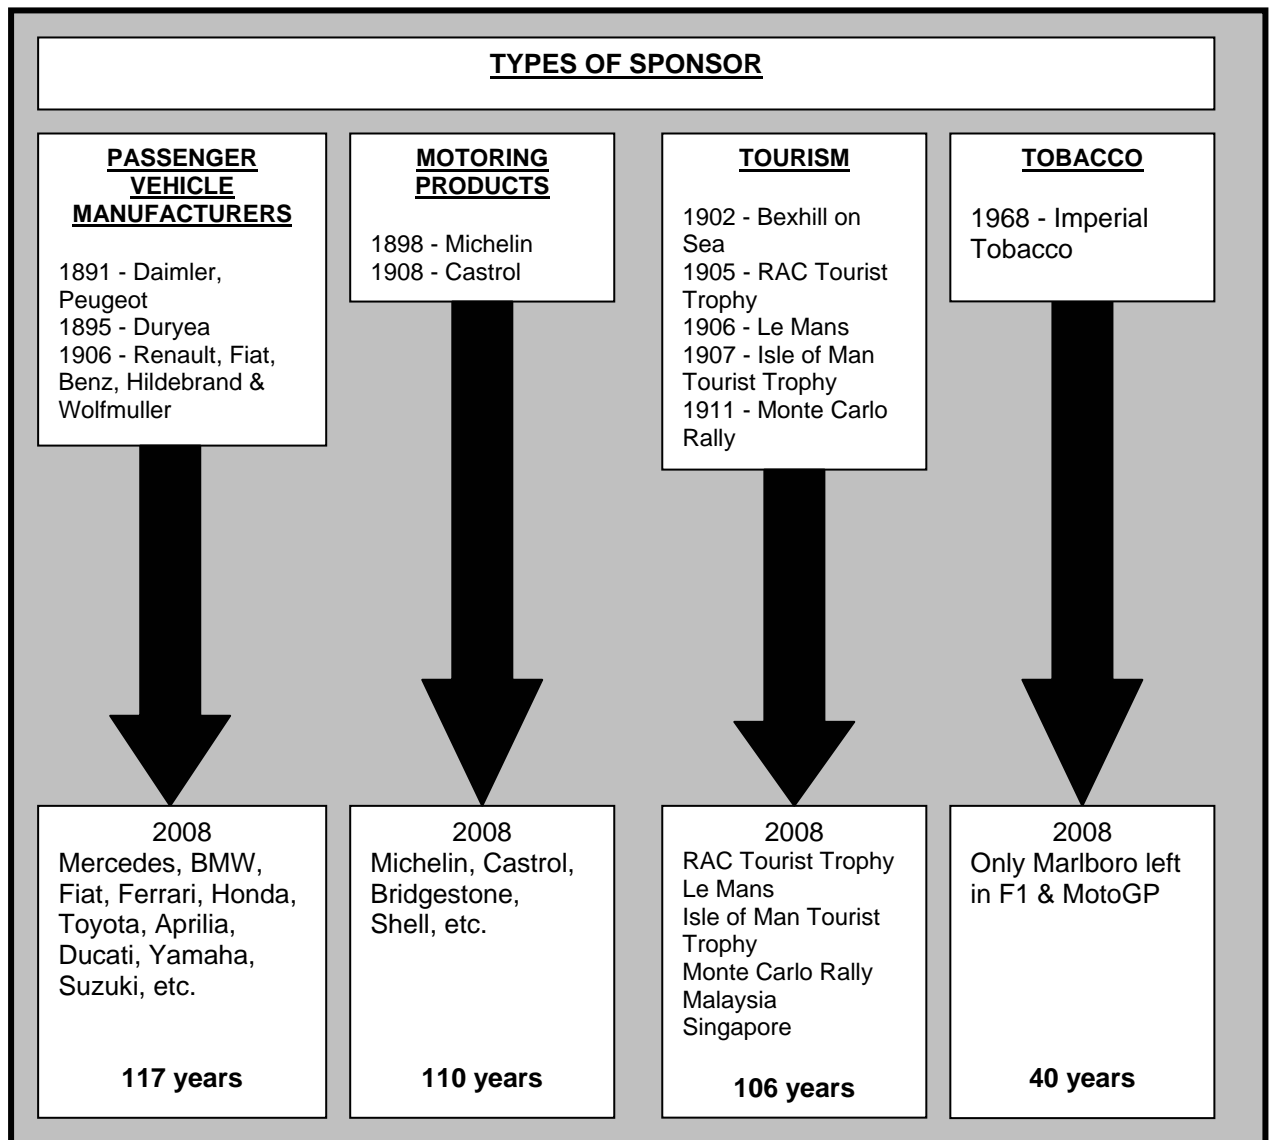 TYPES OF SPONSOR
PASSENGER
VEHICLE
MANUFACTURERS
1891 - Daimler,
Peugeot
1895 - Duryea
1906 - Renault, Fiat,
Benz, Hildebrand &
Wolfmuller
MOTORING
PRODUCTS
1898 - Michelin
1908 - Castrol
TOURISM
1902 - Bexhill on
Sea
1905 - RAC Tourist
Trophy
1906 - Le Mans
1907 - Isle of Man
Tourist Trophy
1911 - Monte Carlo
Rally
TOBACCO
1968 - Imperial
Tobacco
2008
Mercedes, BMW,
Fiat, Ferrari, Honda,
Toyota, Aprilia,
Ducati, Yamaha,
Suzuki, etc.
117 years
2008
Michelin, Castrol,
Bridgestone,
Shell, etc.
110 years
2008
RAC Tourist Trophy
Le Mans
Isle of Man Tourist
Trophy
Monte Carlo Rally
Malaysia
Singapore
106 years
2008
Only Marlboro left
in F1 & MotoGP
40 years